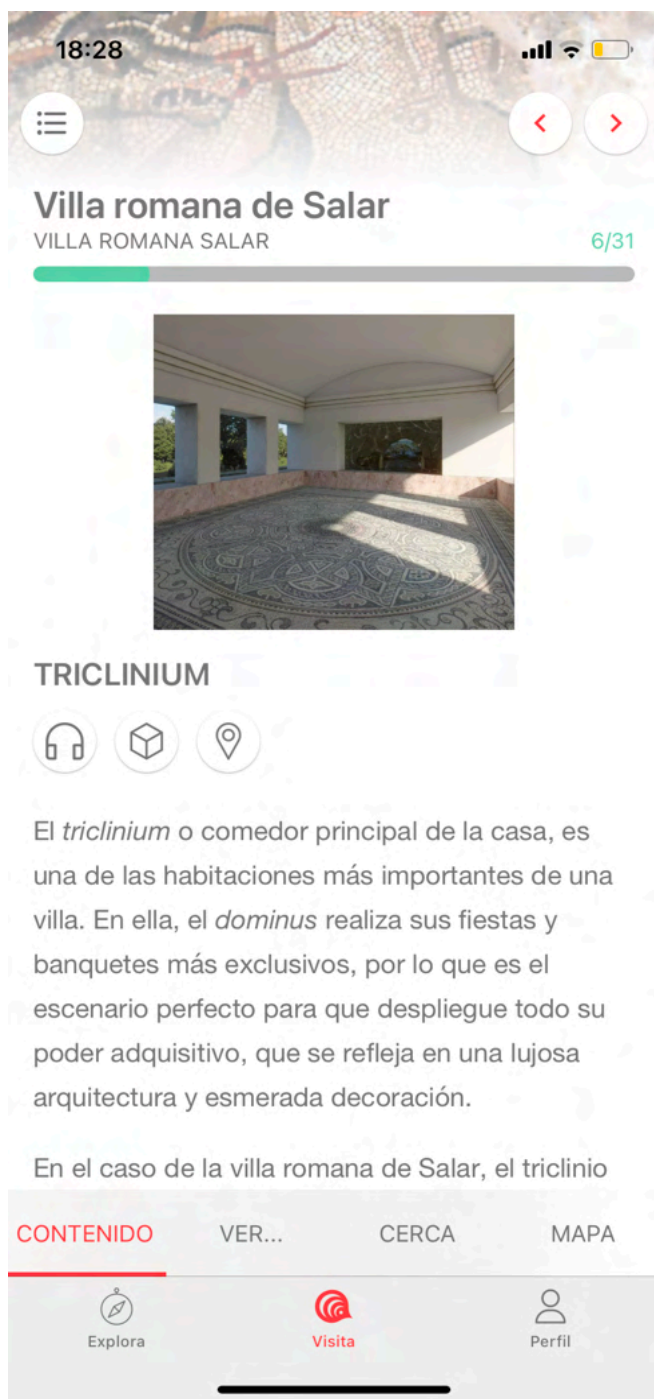 18:28
Villa romana de Salar
VILLA ROMANA SALAR
6/31
TRICLINIUM
El triclinium o comedor principal de la casa, es
una de las habitaciones más importantes de una
villa. En ella, el dominus realiza sus fiestas y
banquetes más exclusivos, por lo que es el
escenario perfecto para que despliegue todo su
poder adquisitivo, que se refleja en una lujosa
arquitectura y esmerada decoración.
En el caso de la villa romana de Salar, el triclinio
CONTENIDO VER... CERCA MAPA
Explora Visita Perfil